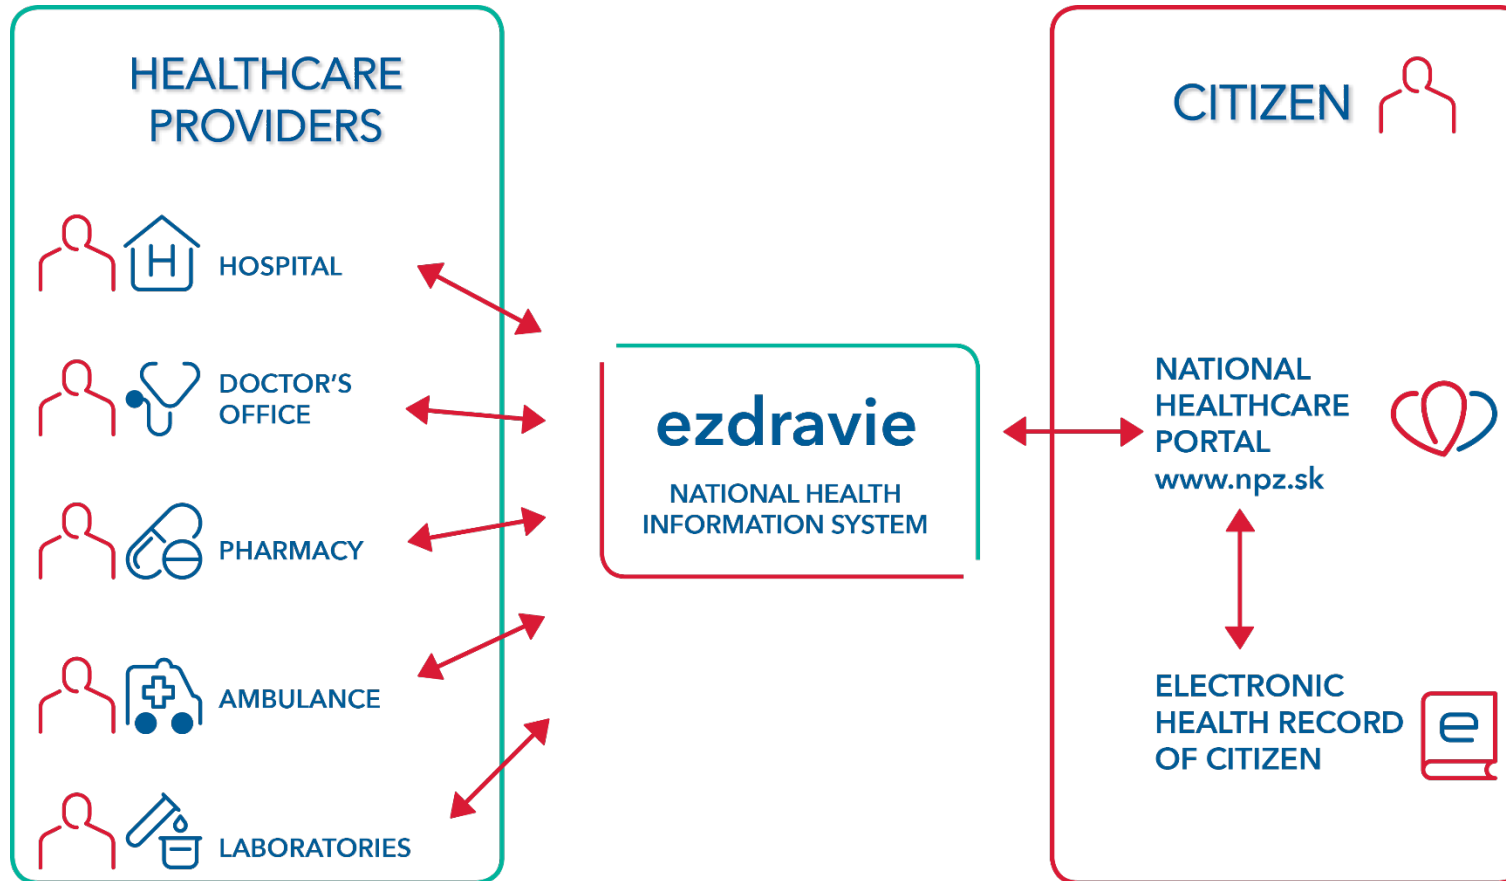 HEALTHCARE
PROVIDERS
H
HOSPITAL
DOCTOR'S
OFFICE
PHARMACY
AMBULANCE
LABORATORIES
ezdravie
NATIONAL HEALTH
INFORMATION SYSTEM
CITIZEN
NATIONAL
HEALTHCARE
PORTAL
www.npz.sk
ELECTRONIC
HEALTH RECORD
OF CITIZEN
e